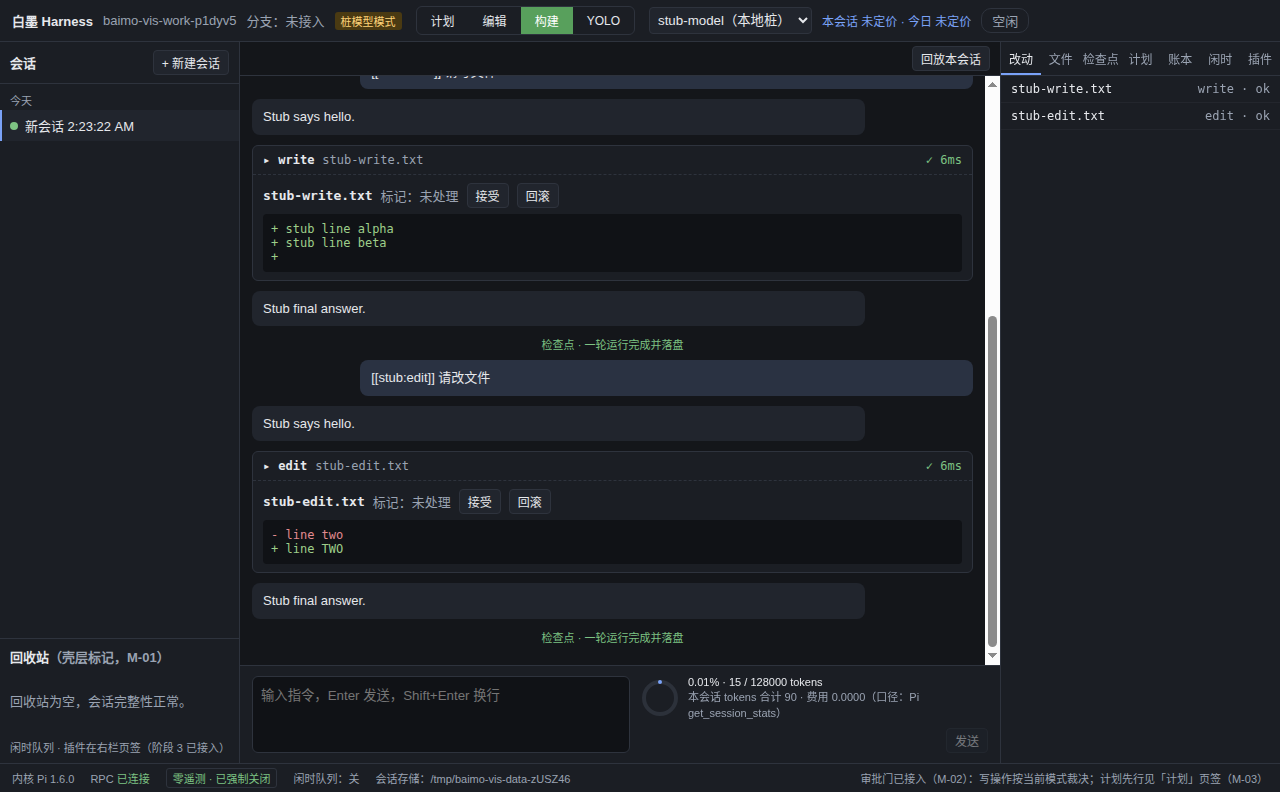 白墨 Harness baimo-vis-work-p1dyv5 分支：未接入 桩模型模式 计划 编辑 构建 YOLO stub-model（本地桩） 本会话 未定价 · 今日 未定价 空闲
会话 + 新建会话
今天
新会话 2:23:22 AM
回收站（壳层标记，M-01）
回收站为空，会话完整性正常。
闲时队列 · 插件在右栏页签（阶段 3 已接入）
回放本会话
Stub says hello.
▸ write stub-write.txt ✓ 6ms
stub-write.txt 标记：未处理 接受 回滚
+ stub line alpha
+ stub line beta
+
Stub final answer.
检查点 · 一轮运行完成并落盘
[[stub:edit]] 请改文件
Stub says hello.
▸ edit stub-edit.txt ✓ 6ms
stub-edit.txt 标记：未处理 接受 回滚
- line two
+ line TWO
Stub final answer.
检查点 · 一轮运行完成并落盘
输入指令，Enter 发送，Shift+Enter 换行
0.01% · 15 / 128000 tokens
本会话 tokens 合计 90 · 费用 0.0000（口径：Pi
get_session_stats）
发送
改动 文件 检查点 计划 账本 闲时 插件
stub-write.txt write · ok
stub-edit.txt edit · ok
内核 Pi 1.6.0 RPC 已连接 零遥测 · 已强制关闭 闲时队列：关 会话存储：/tmp/baimo-vis-data-zUSZ46 审批门已接入（M-02）：写操作按当前模式裁决；计划先行见「计划」页签（M-03）